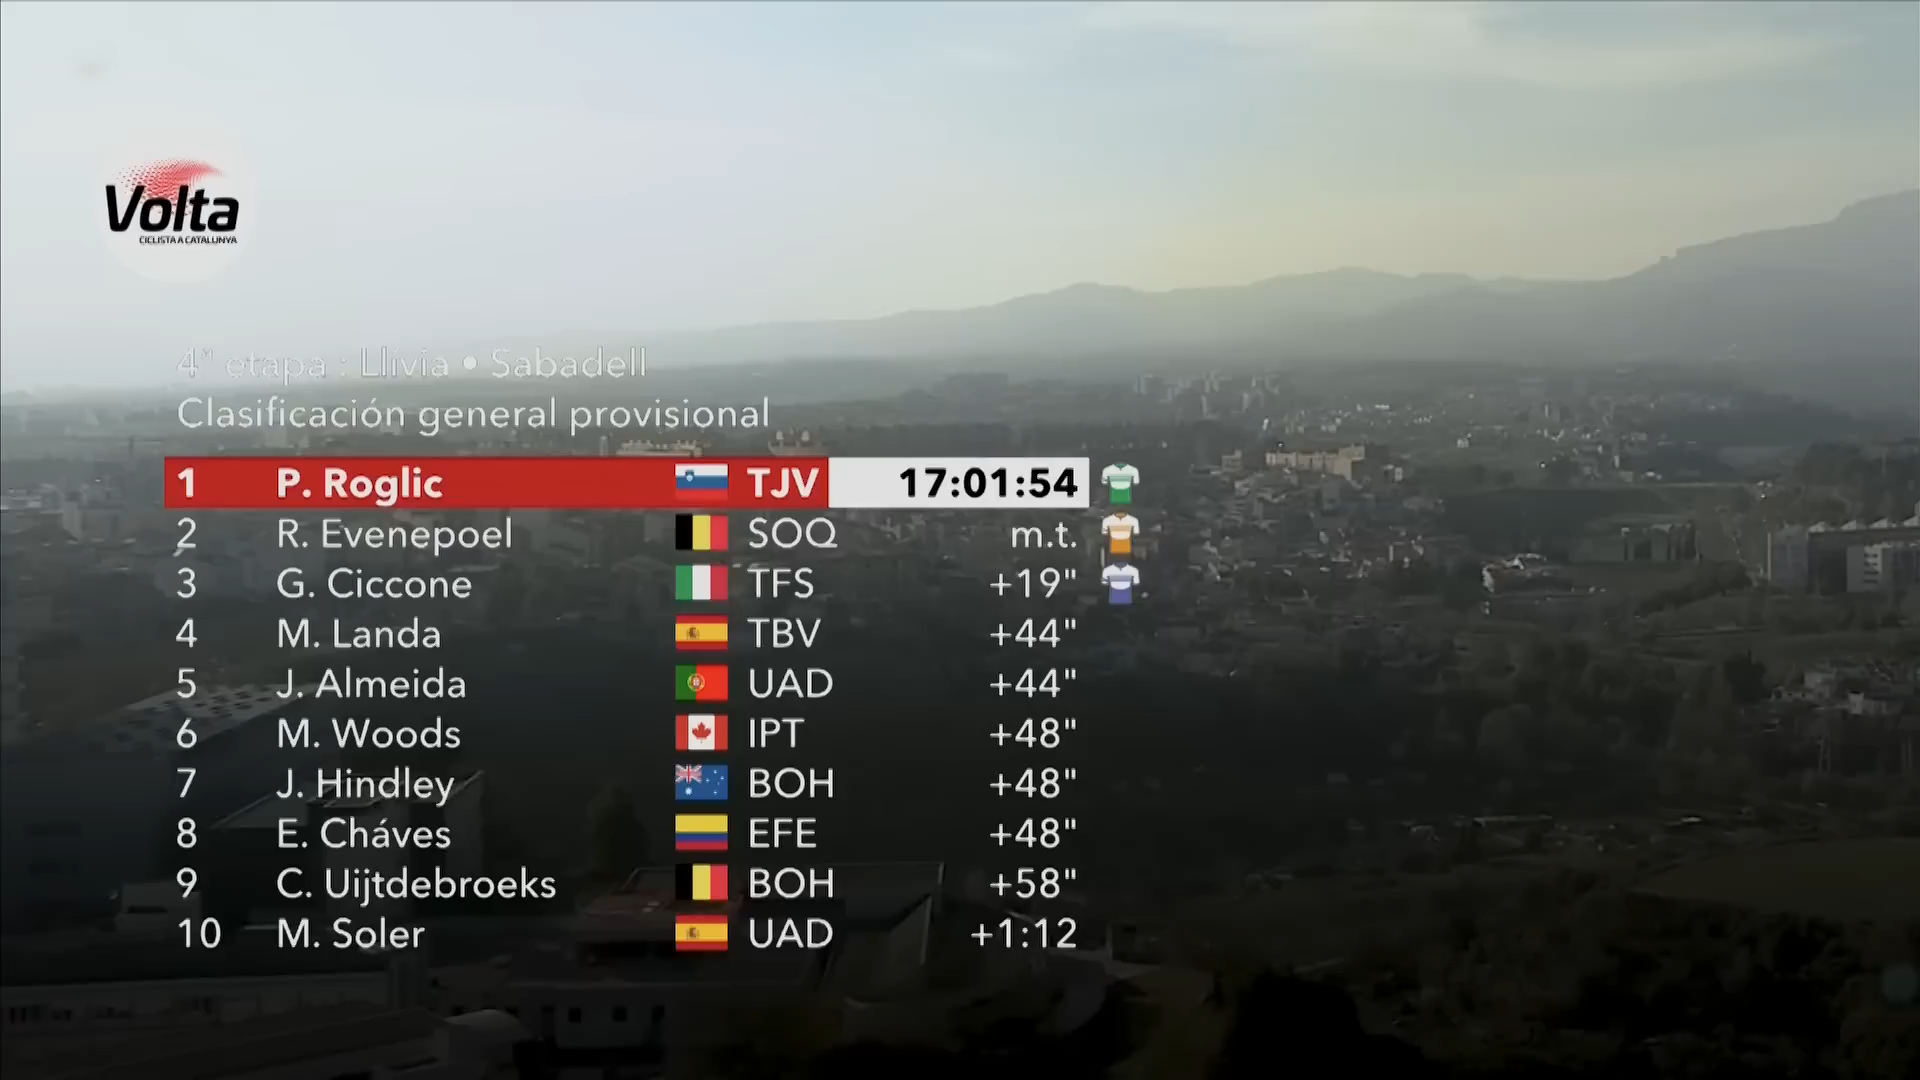 Volta
CICLISTA A CATALUNYA
4ª etapa : Llívia • Sabadell
Clasificación general provisional
1 P. Roglic TJV 17:01:54
2 R. Evenepoel SOQ m.t.
3 G. Ciccone TFS +19"
4 M. Landa TBV +44"
5 J. Almeida UAD +44"
6 M. Woods IPT +48"
7 J. Hindley BOH +48"
8 E. Cháves EFE +48"
9 C. Uijtdebroeks BOH +58"
10 M. Soler UAD +1:12